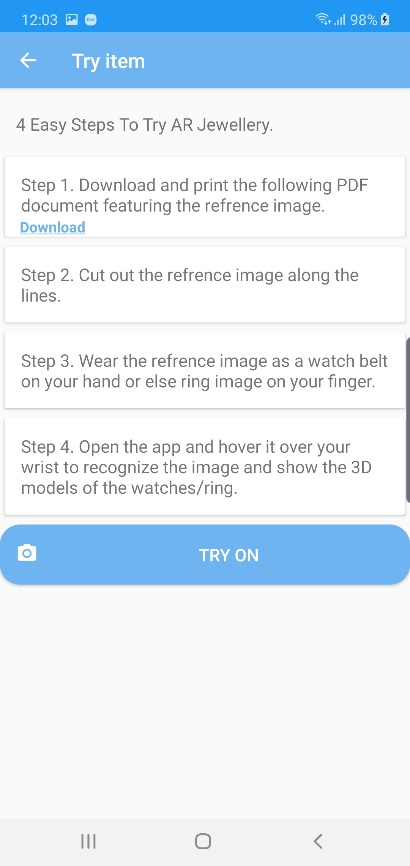 12:03 98%
Try item
4 Easy Steps To Try AR Jewellery.
Step 1. Download and print the following PDF
document featuring the refrence image.
Download
Step 2. Cut out the refrence image along the
lines.
Step 3. Wear the refrence image as a watch belt
on your hand or else ring image on your finger.
Step 4. Open the app and hover it over your
wrist to recognize the image and show the 3D
models of the watches/ring.
TRY ON